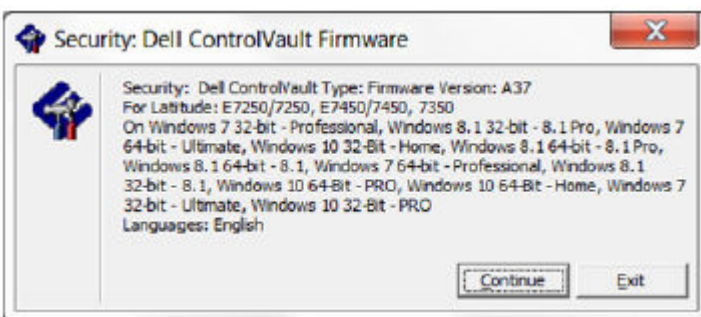 Security: Dell ControlVault Firmware
Security: Dell ControlVault Type: Firmware Version: A37
For Latitude: E7250/7250, E7450/7450, 7350
On Windows 7 32-bit - Professional, Windows 8.1 32-bit - 8.1 Pro, Windows 7
64-bit - Ultimate, Windows 10 32-Bit - Home, Windows 8.1 64-bit - 8.1 Pro,
Windows 8.1 64-bit - 8.1, Windows 7 64-bit - Professional, Windows 8.1
32-bit - 8.1, Windows 10 64-Bit - PRO, Windows 10 64-Bit - Home, Windows 7
32-bit - Ultimate, Windows 10 32-Bit - PRO
Languages: English
Continue Exit